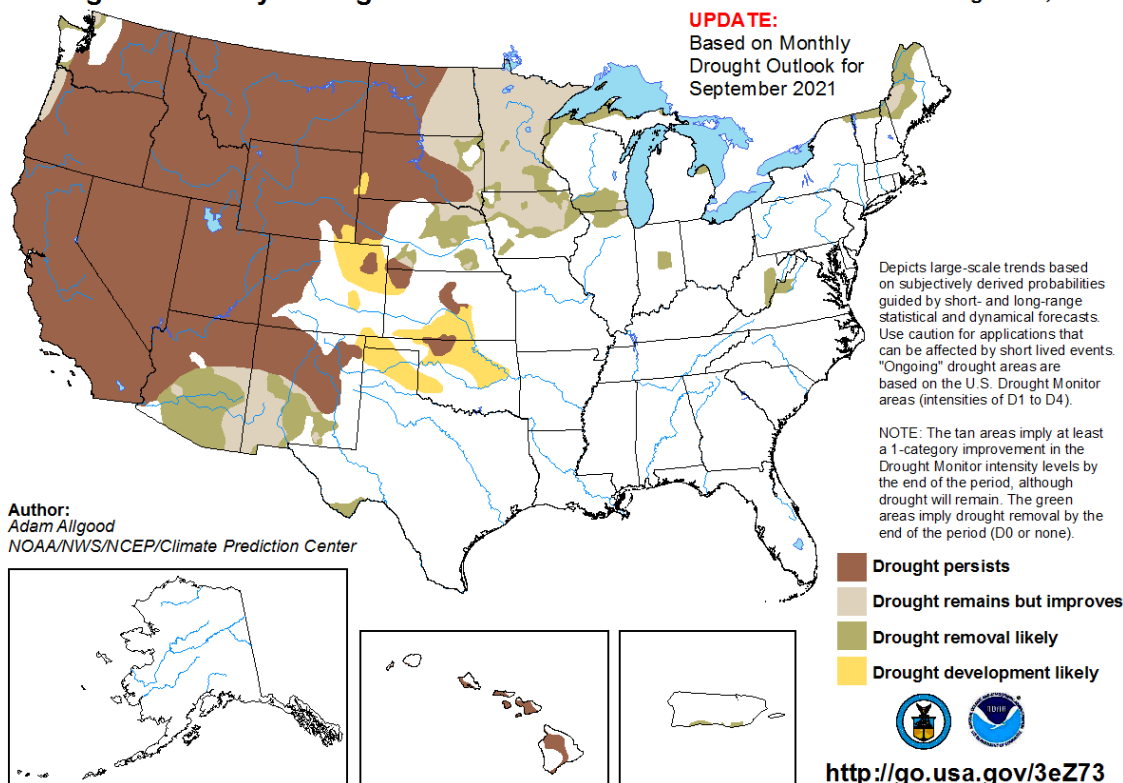 UPDATE:
Based on Monthly
Drought Outlook for
September 2021
Depicts large-scale trends based
on subjectively derived probabilities
guided by short- and long-range
statistical and dynamical forecasts.
Use caution for applications that
can be affected by short lived events.
"Ongoing" drought areas are
based on the U.S. Drought Monitor
areas (intensities of D1 to D4).
NOTE: The tan areas imply at least
a 1-category improvement in the
Drought Monitor intensity levels by
the end of the period, although
drought will remain. The green
areas imply drought removal by the
end of the period (D0 or none).
Author:
Adam Allgood
NOAA/NWS/NCEP/Climate Prediction Center
Drought persists
Drought remains but improves
Drought removal likely
Drought development likely
http://go.usa.gov/3eZ73